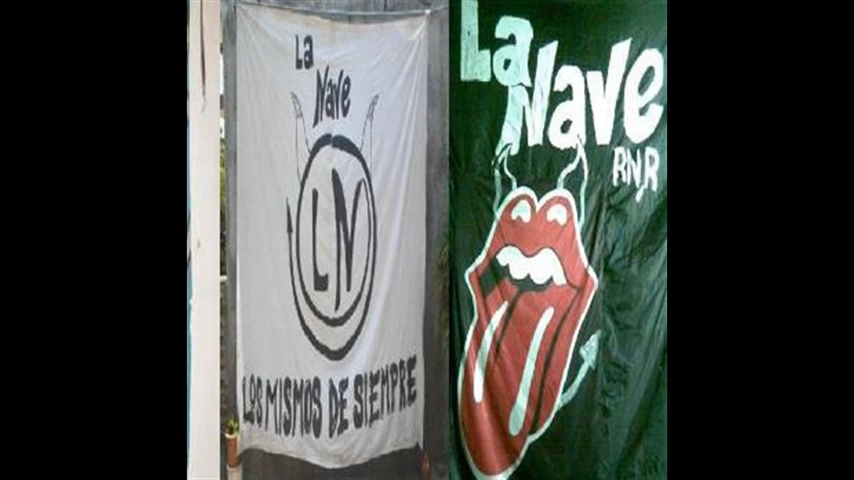 La
Nave
LN
LOS MISMOS DE SIEMPRE
La
Nave
RNR